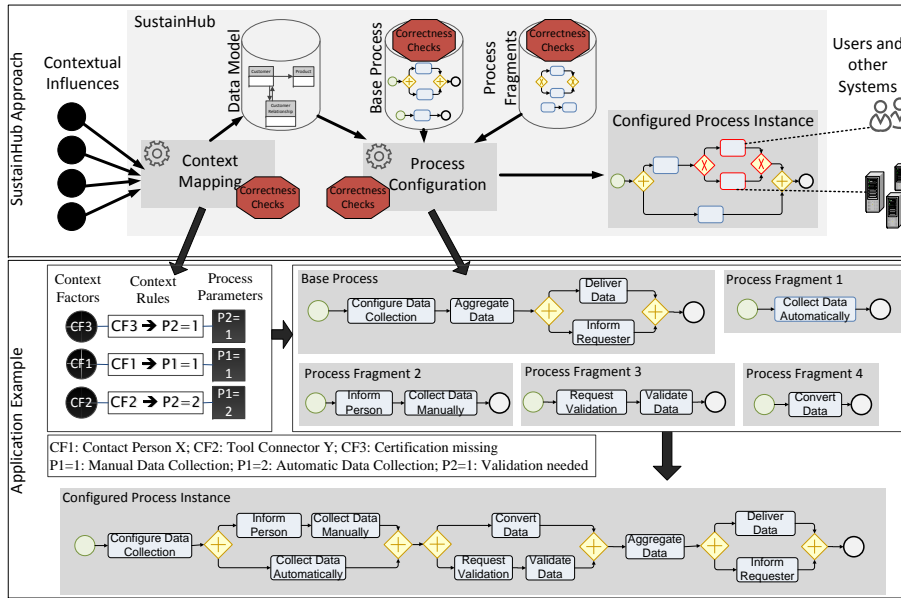 SustainHub Approach
SustainHub
Contextual
Influences
Data Model
Customer
Product
Customer
Relationship
Base Process
Correctness
Checks
Process
Fragments
Correctness
Checks
Users and
other
Systems
Context
Mapping
Correctness
Checks
Process
Configuration
Correctness
Checks
Configured Process Instance
Application Example
Context
Factors
Context
Rules
Process
Parameters
CF3
CF3 ➔ P2=1
P2=
1
CF1
CF1 ➔ P1=1
P1=
1
CF2
CF2 ➔ P2=2
P1=
2
Base Process
Configure Data
Collection
Aggregate
Data
Deliver
Data
Inform
Requester
Process Fragment 1
Collect Data
Automatically
Process Fragment 2
Inform
Person
Collect Data
Manually
Process Fragment 3
Request
Validation
Validate
Data
Process Fragment 4
Convert
Data
CF1: Contact Person X; CF2: Tool Connector Y; CF3: Certification missing
P1=1: Manual Data Collection; P1=2: Automatic Data Collection; P2=1: Validation needed
Configured Process Instance
Configure Data
Collection
Inform
Person
Collect Data
Manually
Collect Data
Automatically
Convert
Data
Request
Validation
Validate
Data
Aggregate
Data
Deliver
Data
Inform
Requester